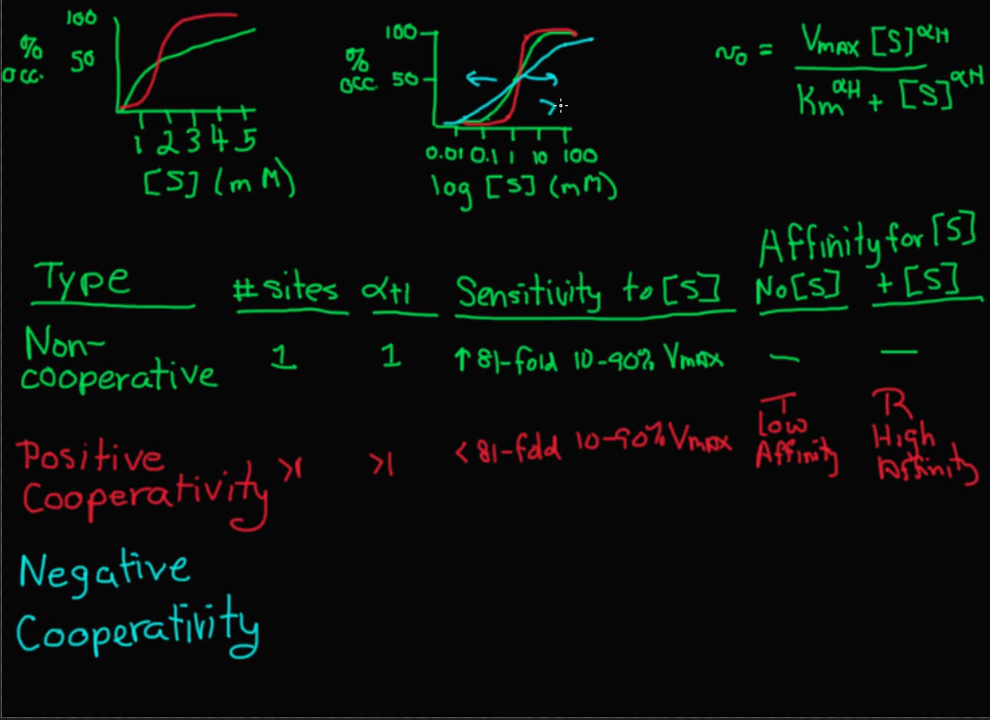 100
%
occ.
50
1 2 3 4 5
[S] (mM)
100
%
occ.
50
0.01 0.1 1 10 100
log [S] (mM)
>
v₀ = Vmax [S]^αH
Km^αH + [S]^αH
Affinity for [S]
Type # sites αH Sensitivity to [S] No [S] + [S]
Non-
cooperative 1 1 ↑ 81-fold 10-90% Vmax — —
Positive
Cooperativity >1 >1 < 81-fold 10-90% Vmax
T
Low
Affinity
R
High
Affinity
Negative
Cooperativity